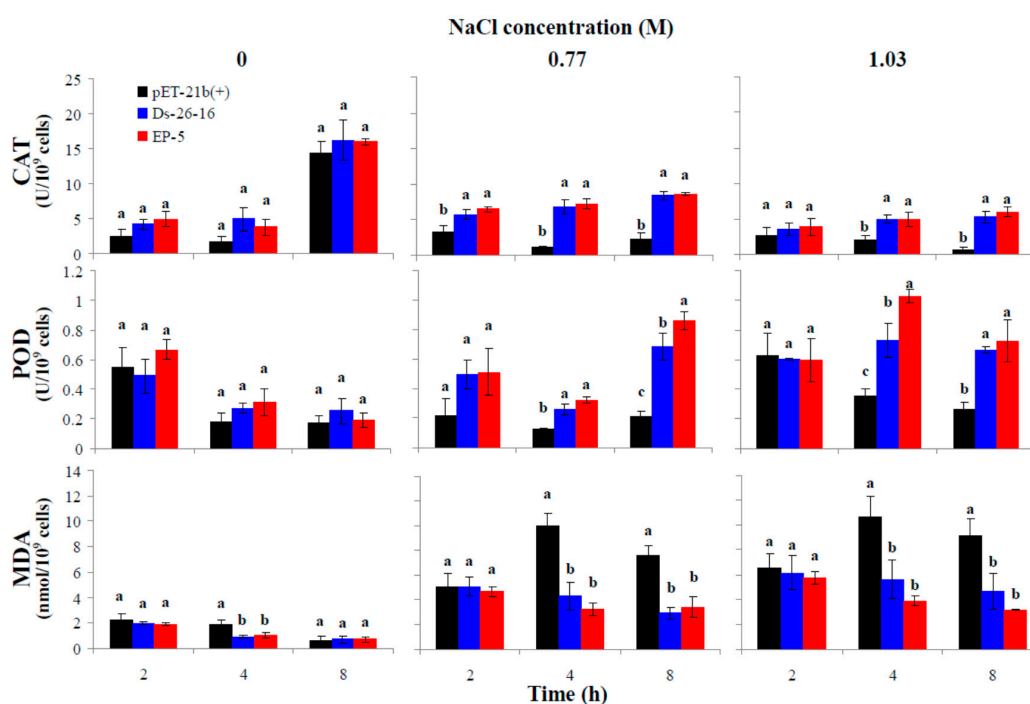 NaCl concentration (M)
0 0.77 1.03
CAT
(U/10⁹ cells)
25
20
15
10
5
0
pET-21b(+)
Ds-26-16
EP-5
a a a a a a a a a
b a a b a a b a a
a a a b a a b a a
POD
(U/10⁹ cells)
1.2
1
0.8
0.6
0.4
0.2
0
a a a a a a a a a
a a a b a a c b a
a a a c b a b a a
MDA
(nmol/10⁹ cells)
14
12
10
8
6
4
2
0
a a a a b b a a a
a a a a b b a b b
a a a a b b a b b
2 4 8 2 4 8 2 4 8
Time (h)